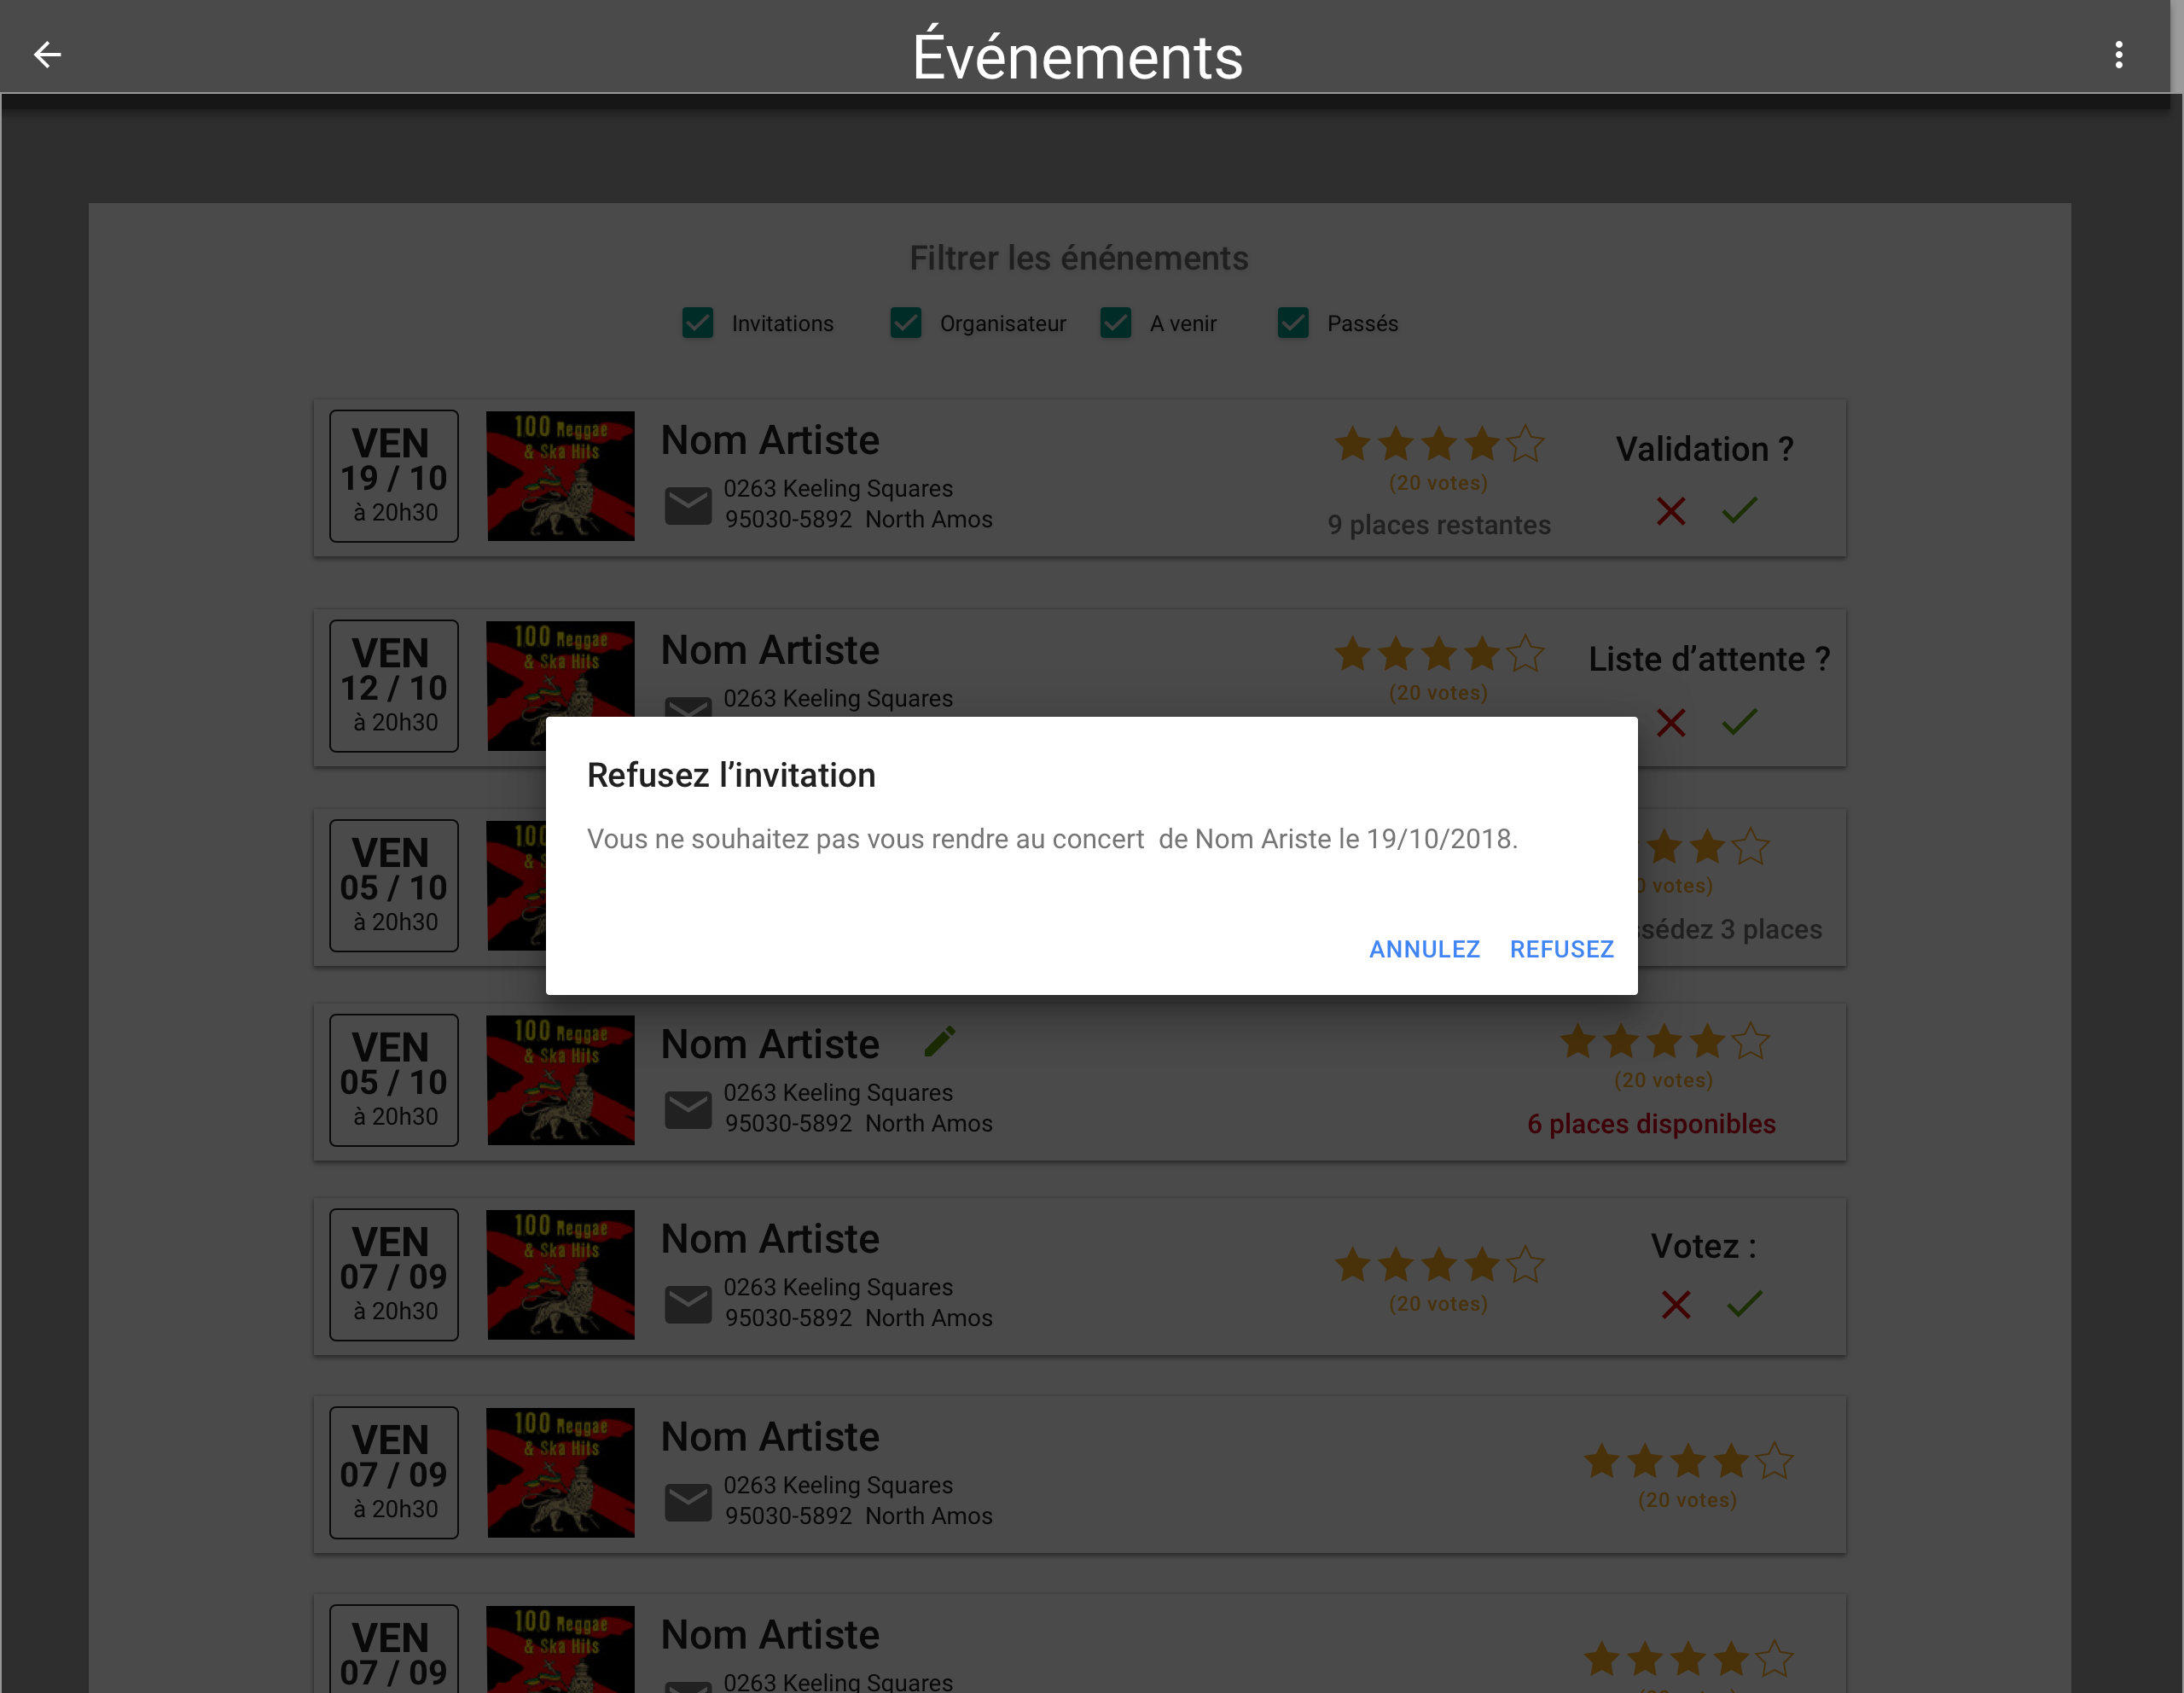 Événements
Filtrer les énénements
Invitations
Organisateur
A venir
Passés
VEN
19 / 10
à 20h30
100 Reggae
& Ska Hits
Nom Artiste
0263 Keeling Squares
95030-5892 North Amos
(20 votes)
9 places restantes
Validation ?
VEN
12 / 10
à 20h30
100 Reggae
& Ska Hits
Nom Artiste
0263 Keeling Squares
(20 votes)
Liste d’attente ?
Refusez l’invitation
Vous ne souhaitez pas vous rendre au concert de Nom Ariste le 19/10/2018.
ANNULEZ
REFUSEZ
VEN
05 / 10
à 20h30
votes)
3 places
VEN
05 / 10
à 20h30
100 Reggae
& Ska Hits
Nom Artiste
0263 Keeling Squares
95030-5892 North Amos
(20 votes)
6 places disponibles
VEN
07 / 09
à 20h30
100 Reggae
& Ska Hits
Nom Artiste
0263 Keeling Squares
95030-5892 North Amos
(20 votes)
Votez :
VEN
07 / 09
à 20h30
100 Reggae
& Ska Hits
Nom Artiste
0263 Keeling Squares
95030-5892 North Amos
(20 votes)
VEN
07 / 09
100 Reggae
& Ska Hits
Nom Artiste
0263 Keeling Squares